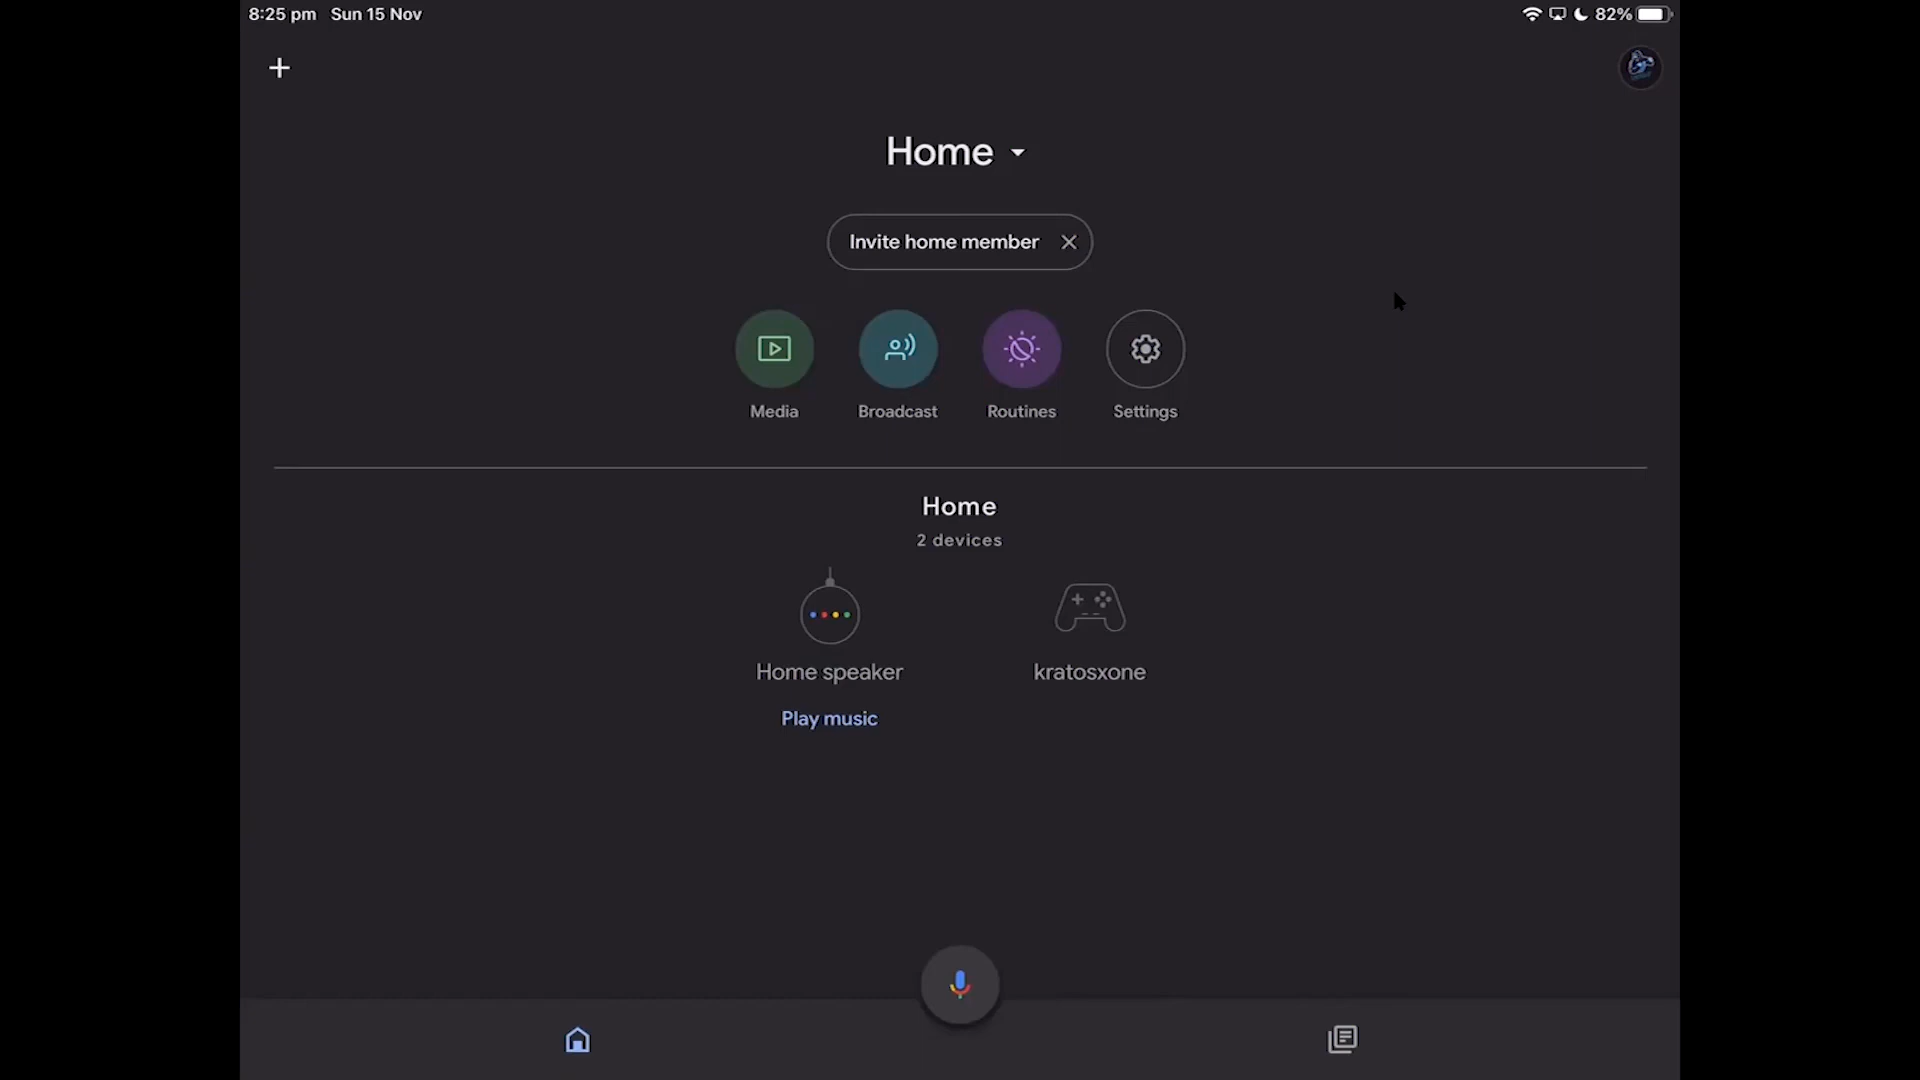 8:25 pm Sun 15 Nov
82%
Home
Invite home member
Media Broadcast Routines Settings
Home
2 devices
Home speaker kratosxone
Play music